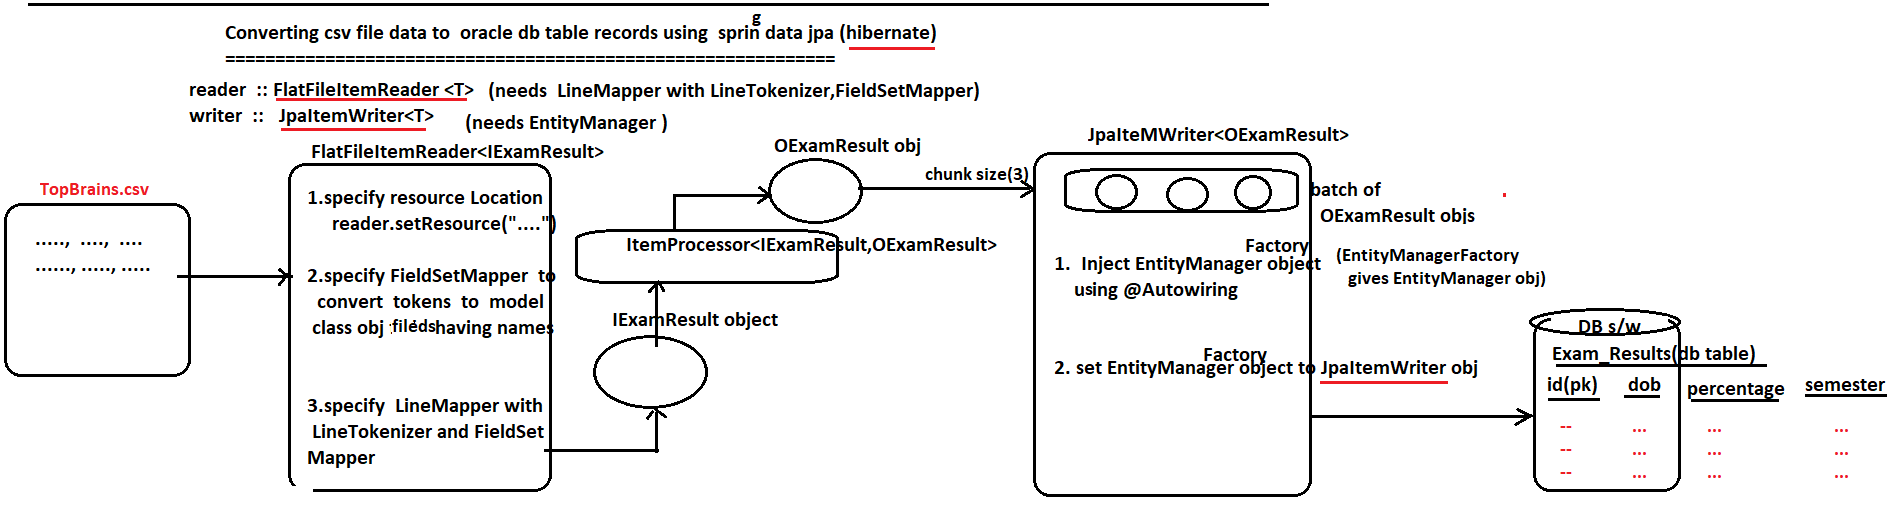 Converting csv file data to oracle db table records using spring data jpa (hibernate)
=============================================================
reader :: FlatFileItemReader <T> (needs LineMapper with LineTokenizer,FieldSetMapper)
writer :: JpaItemWriter<T> (needs EntityManager )
TopBrains.csv
....., ...., ....
......, ....., .....
FlatFileItemReader<IExamResult>
1.specify resource Location
reader.setResource("....")
2.specify FieldSetMapper to
convert tokens to model
class obj fileds having names
3.specify LineMapper with
LineTokenizer and FieldSet
Mapper
IExamResult object
ItemProcessor<IExamResult,OExamResult>
OExamResult obj
chunk size(3)
JpaIteMWriter<OExamResult>
batch of
OExamResult objs
Factory
1. Inject EntityManager object
using @Autowiring
(EntityManagerFactory
gives EntityManager obj)
Factory
2. set EntityManager object to JpaItemWriter obj
DB s/w
Exam_Results(db table)
id(pk) dob percentage semester
-- ... ... ...
-- ... ... ...
-- ... ... ...